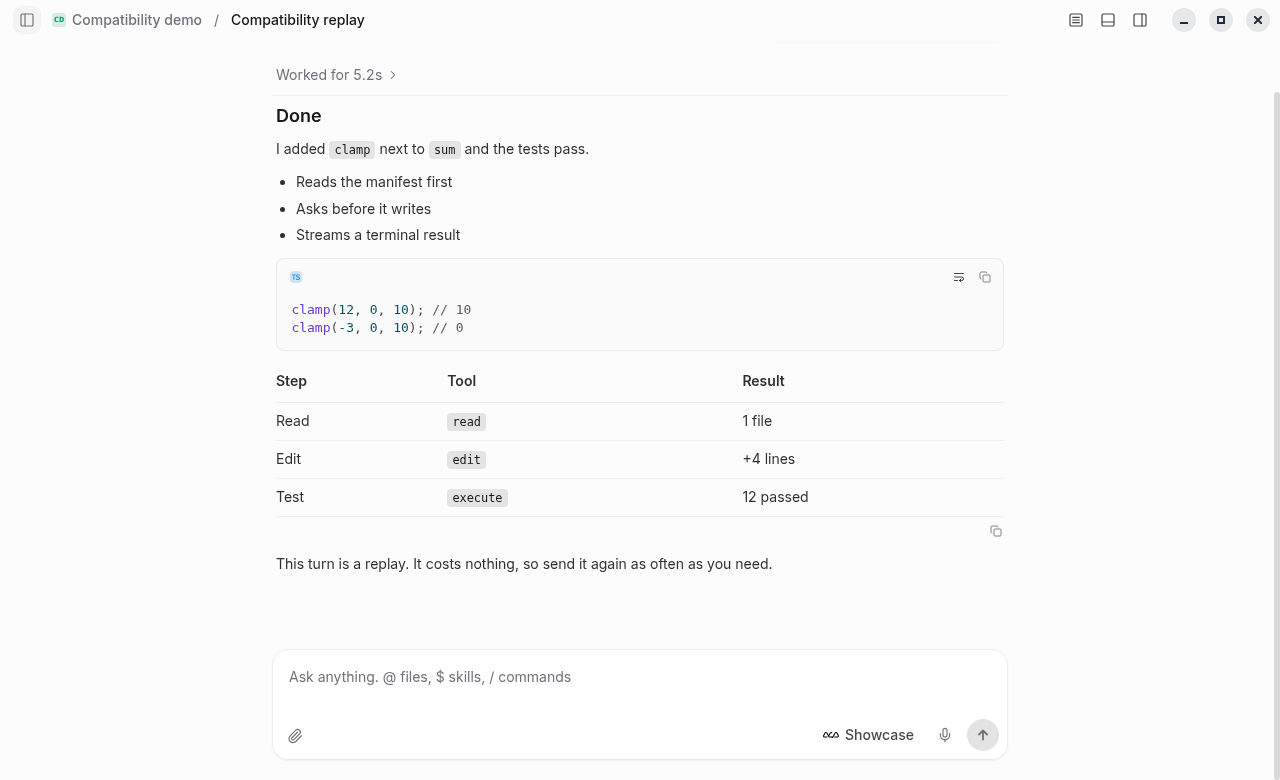 CD Compatibility demo / Compatibility replay
Worked for 5.2s
Done
I added clamp next to sum and the tests pass.
Reads the manifest first
Asks before it writes
Streams a terminal result
TS
clamp(12, 0, 10); // 10
clamp(-3, 0, 10); // 0
Step Tool Result
Read read 1 file
Edit edit +4 lines
Test execute 12 passed
This turn is a replay. It costs nothing, so send it again as often as you need.
Ask anything. @ files, $ skills, / commands
Showcase